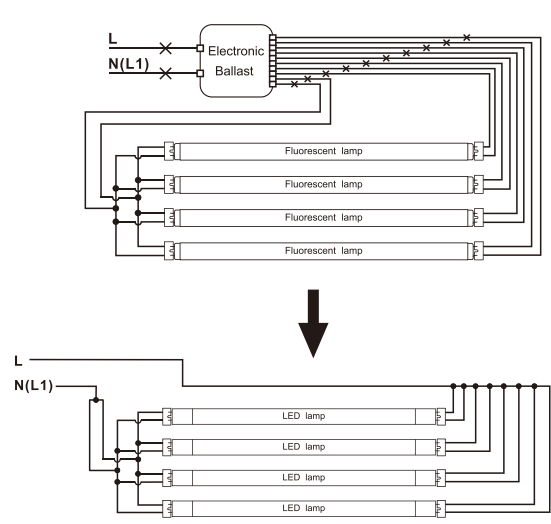 L
Electronic
N(L1)
Ballast
Fluorescent lamp
Fluorescent lamp
Fluorescent lamp
Fluorescent lamp
L
N(L1)
LED lamp
LED lamp
LED lamp
LED lamp